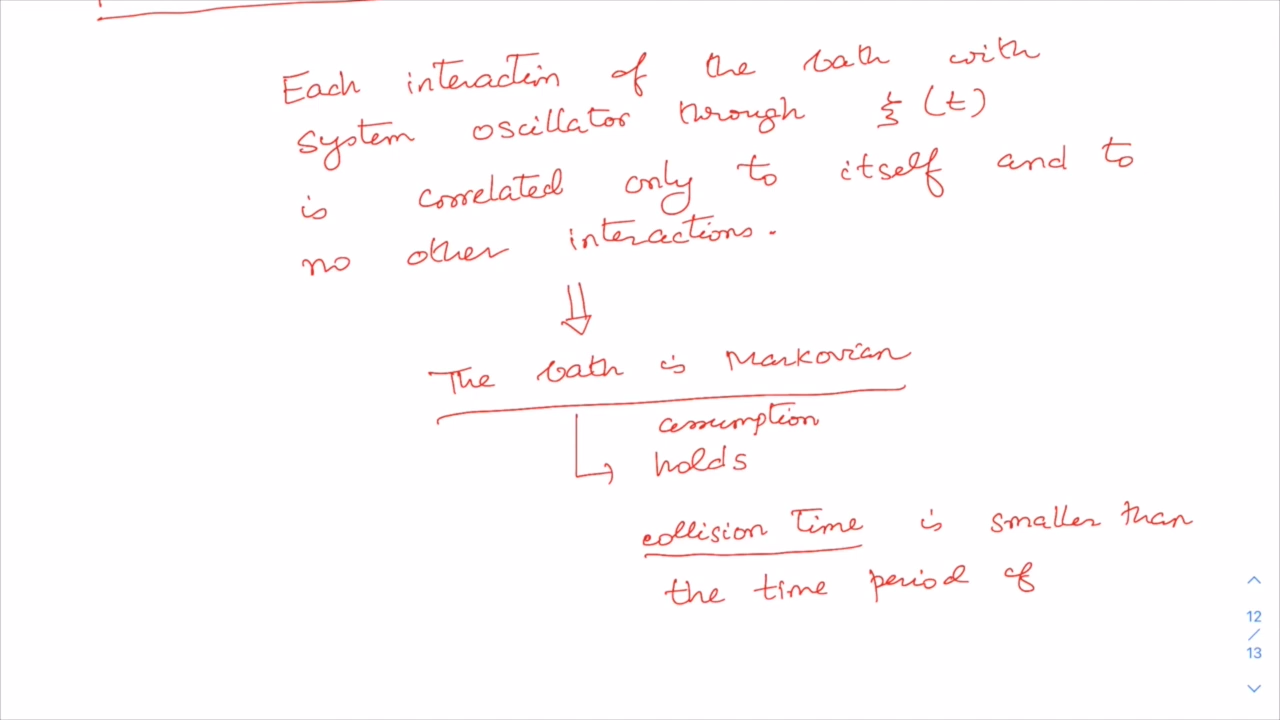 Each interaction of the bath with
system oscillator through ξ(t)
is correlated only to itself and to
no other interactions.
⇓
The bath is Markovian
assumption
holds
collision time is smaller than
the time period of
12
/
13